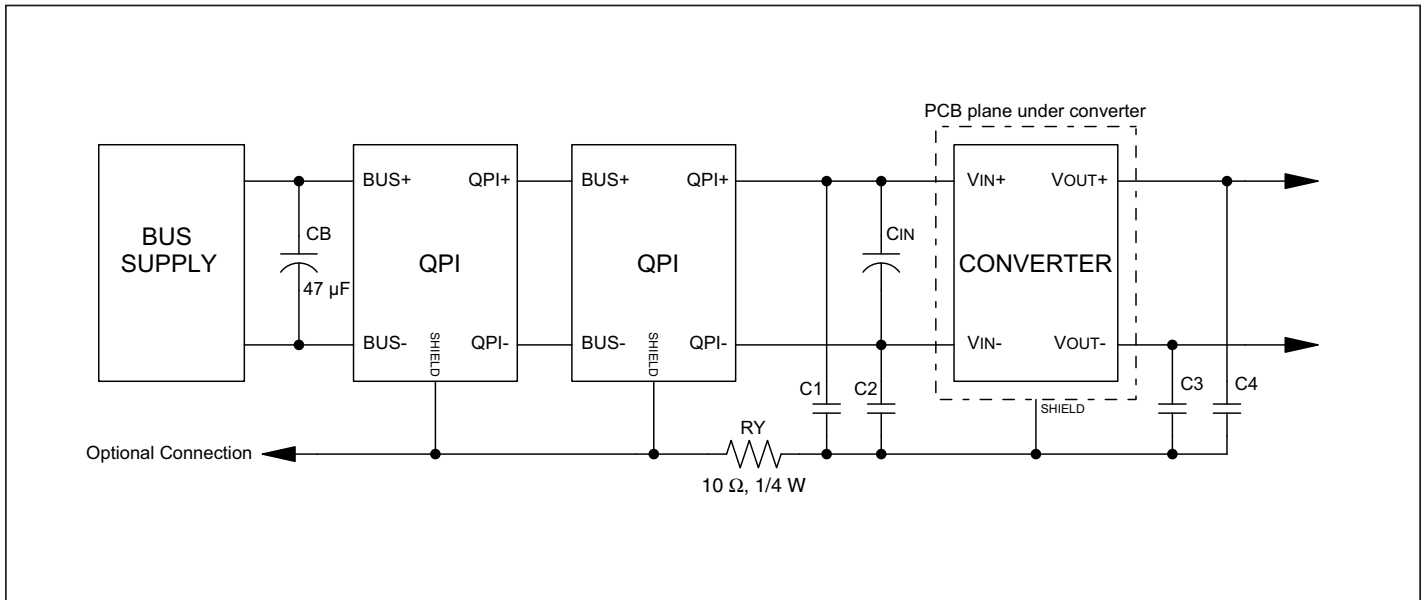 PCB plane under converter
BUS
SUPPLY
CB
47 µF
BUS+
QPI+
QPI
BUS-
QPI-
SHIELD
BUS+
QPI+
QPI
BUS-
QPI-
SHIELD
CIN
VIN+
VOUT+
CONVERTER
VIN-
VOUT-
C1
C2
C3
C4
SHIELD
RY
10 Ω, 1/4 W
Optional Connection